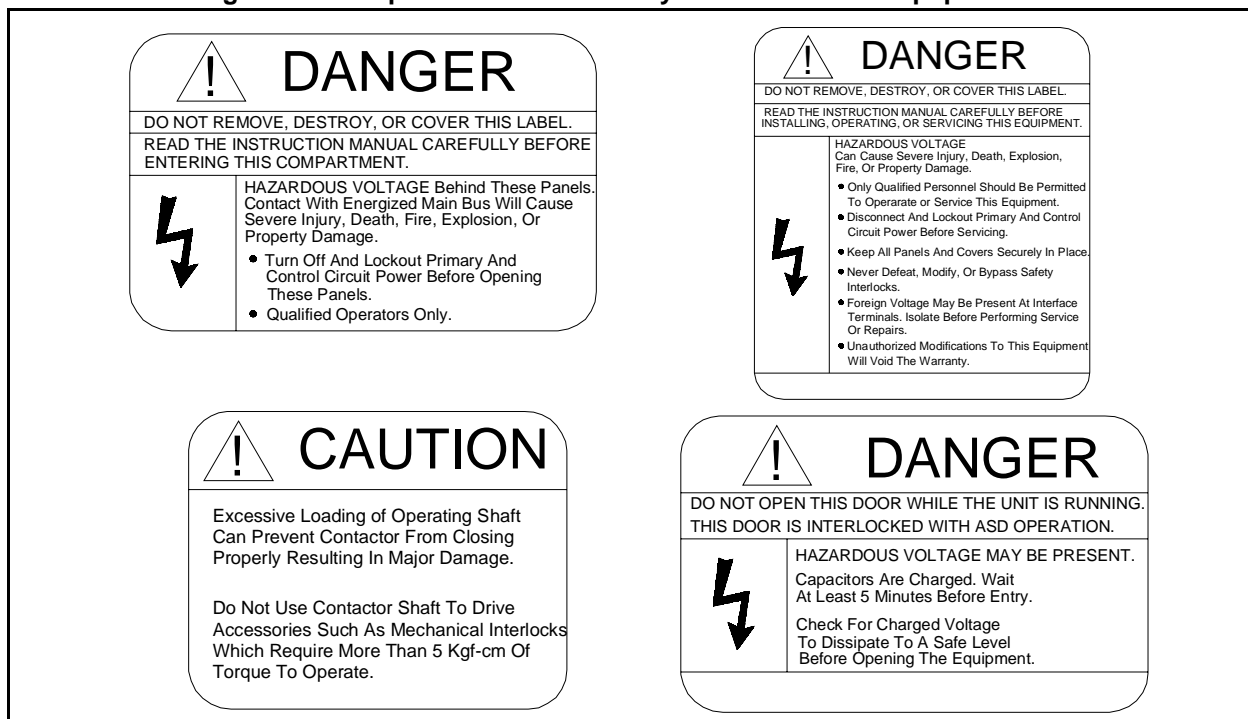 DANGER
DO NOT REMOVE, DESTROY, OR COVER THIS LABEL.
READ THE INSTRUCTION MANUAL CAREFULLY BEFORE
ENTERING THIS COMPARTMENT.
HAZARDOUS VOLTAGE Behind These Panels.
Contact With Energized Main Bus Will Cause
Severe Injury, Death, Fire, Explosion, Or
Property Damage.
● Turn Off And Lockout Primary And
Control Circuit Power Before Opening
These Panels.
● Qualified Operators Only.
DANGER
DO NOT REMOVE, DESTROY, OR COVER THIS LABEL.
READ THE INSTRUCTION MANUAL CAREFULLY BEFORE
INSTALLING, OPERATING, OR SERVICING THIS EQUIPMENT.
HAZARDOUS VOLTAGE
Can Cause Severe Injury, Death, Explosion,
Fire, Or Property Damage.
● Only Qualified Personnel Should Be Permitted
To Operarate or Service This Equipment.
● Disconnect And Lockout Primary And Control
Circuit Power Before Servicing.
● Keep All Panels And Covers Securely In Place.
● Never Defeat, Modify, Or Bypass Safety
Interlocks.
● Foreign Voltage May Be Present At Interface
Terminals. Isolate Before Performing Service
Or Repairs.
● Unauthorized Modifications To This Equipment
Will Void The Warranty.
CAUTION
Excessive Loading of Operating Shaft
Can Prevent Contactor From Closing
Properly Resulting In Major Damage.
Do Not Use Contactor Shaft To Drive
Accessories Such As Mechanical Interlocks
Which Require More Than 5 Kgf-cm Of
Torque To Operate.
DANGER
DO NOT OPEN THIS DOOR WHILE THE UNIT IS RUNNING.
THIS DOOR IS INTERLOCKED WITH ASD OPERATION.
HAZARDOUS VOLTAGE MAY BE PRESENT.
Capacitors Are Charged. Wait
At Least 5 Minutes Before Entry.
Check For Charged Voltage
To Dissipate To A Safe Level
Before Opening The Equipment.